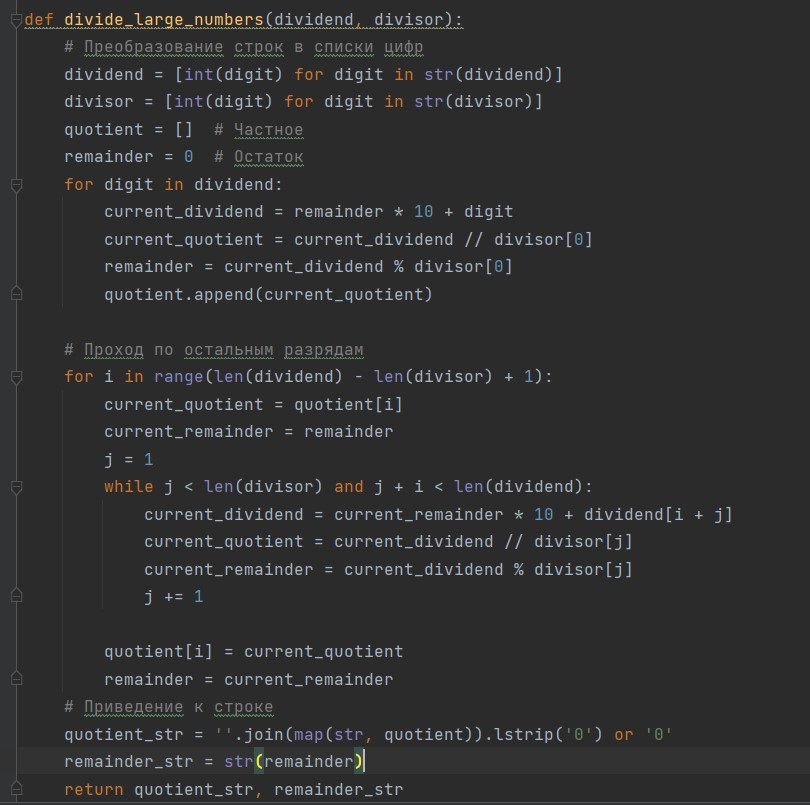 def divide_large_numbers(dividend, divisor):
    # Преобразование строк в списки цифр
    dividend = [int(digit) for digit in str(dividend)]
    divisor = [int(digit) for digit in str(divisor)]
    quotient = []  # Частное
    remainder = 0  # Остаток
    for digit in dividend:
        current_dividend = remainder * 10 + digit
        current_quotient = current_dividend // divisor[0]
        remainder = current_dividend % divisor[0]
        quotient.append(current_quotient)

    # Проход по остальным разрядам
    for i in range(len(dividend) - len(divisor) + 1):
        current_quotient = quotient[i]
        current_remainder = remainder
        j = 1
        while j < len(divisor) and j + i < len(dividend):
            current_dividend = current_remainder * 10 + dividend[i + j]
            current_quotient = current_dividend // divisor[j]
            current_remainder = current_dividend % divisor[j]
            j += 1

        quotient[i] = current_quotient
        remainder = current_remainder
    # Приведение к строке
    quotient_str = ''.join(map(str, quotient)).lstrip('0') or '0'
    remainder_str = str(remainder)
    return quotient_str, remainder_str